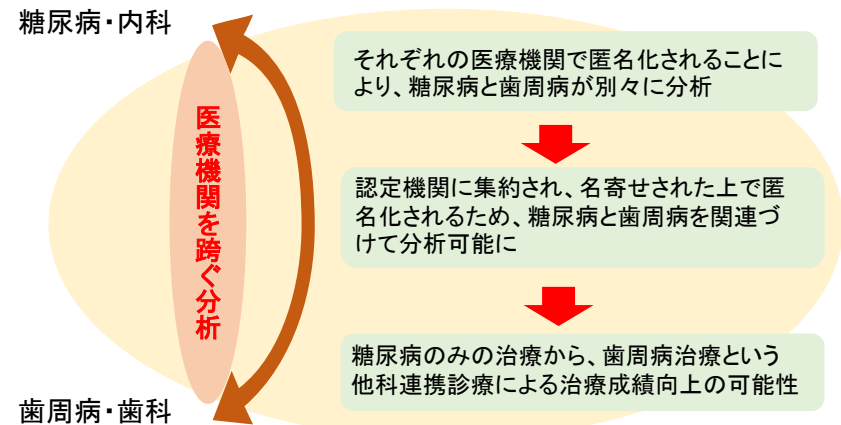 糖尿病・内科
医療機関を跨ぐ分析
歯周病・歯科
それぞれの医療機関で匿名化されることに
より、糖尿病と歯周病が別々に分析
認定機関に集約され、名寄せされた上で匿
名化されるため、糖尿病と歯周病を関連づ
けて分析可能に
糖尿病のみの治療から、歯周病治療という
他科連携診療による治療成績向上の可能性